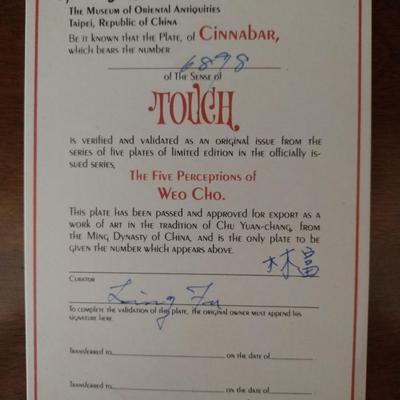 The Museum of Oriental Antiquities
Taipei, Republic of China
Be it known that the Plate, of Cinnabar,
which bears the number
6898
of The Sense of
TOUCH
is verified and validated as an original issue from the
series of five plates of limited edition in the officially is-
sued series,
The Five Perceptions of
Weo Cho.
This plate has been passed and approved for export as a
work of art in the tradition of Chu Yuan-chang, from
the Ming Dynasty of China, and is the only plate to be
given the number which appears above.
林富
Curator
Ling Fu
To complete the validation of this plate, the original owner must append his
signature here.
Transferred to on the date of
Transferred to on the date of